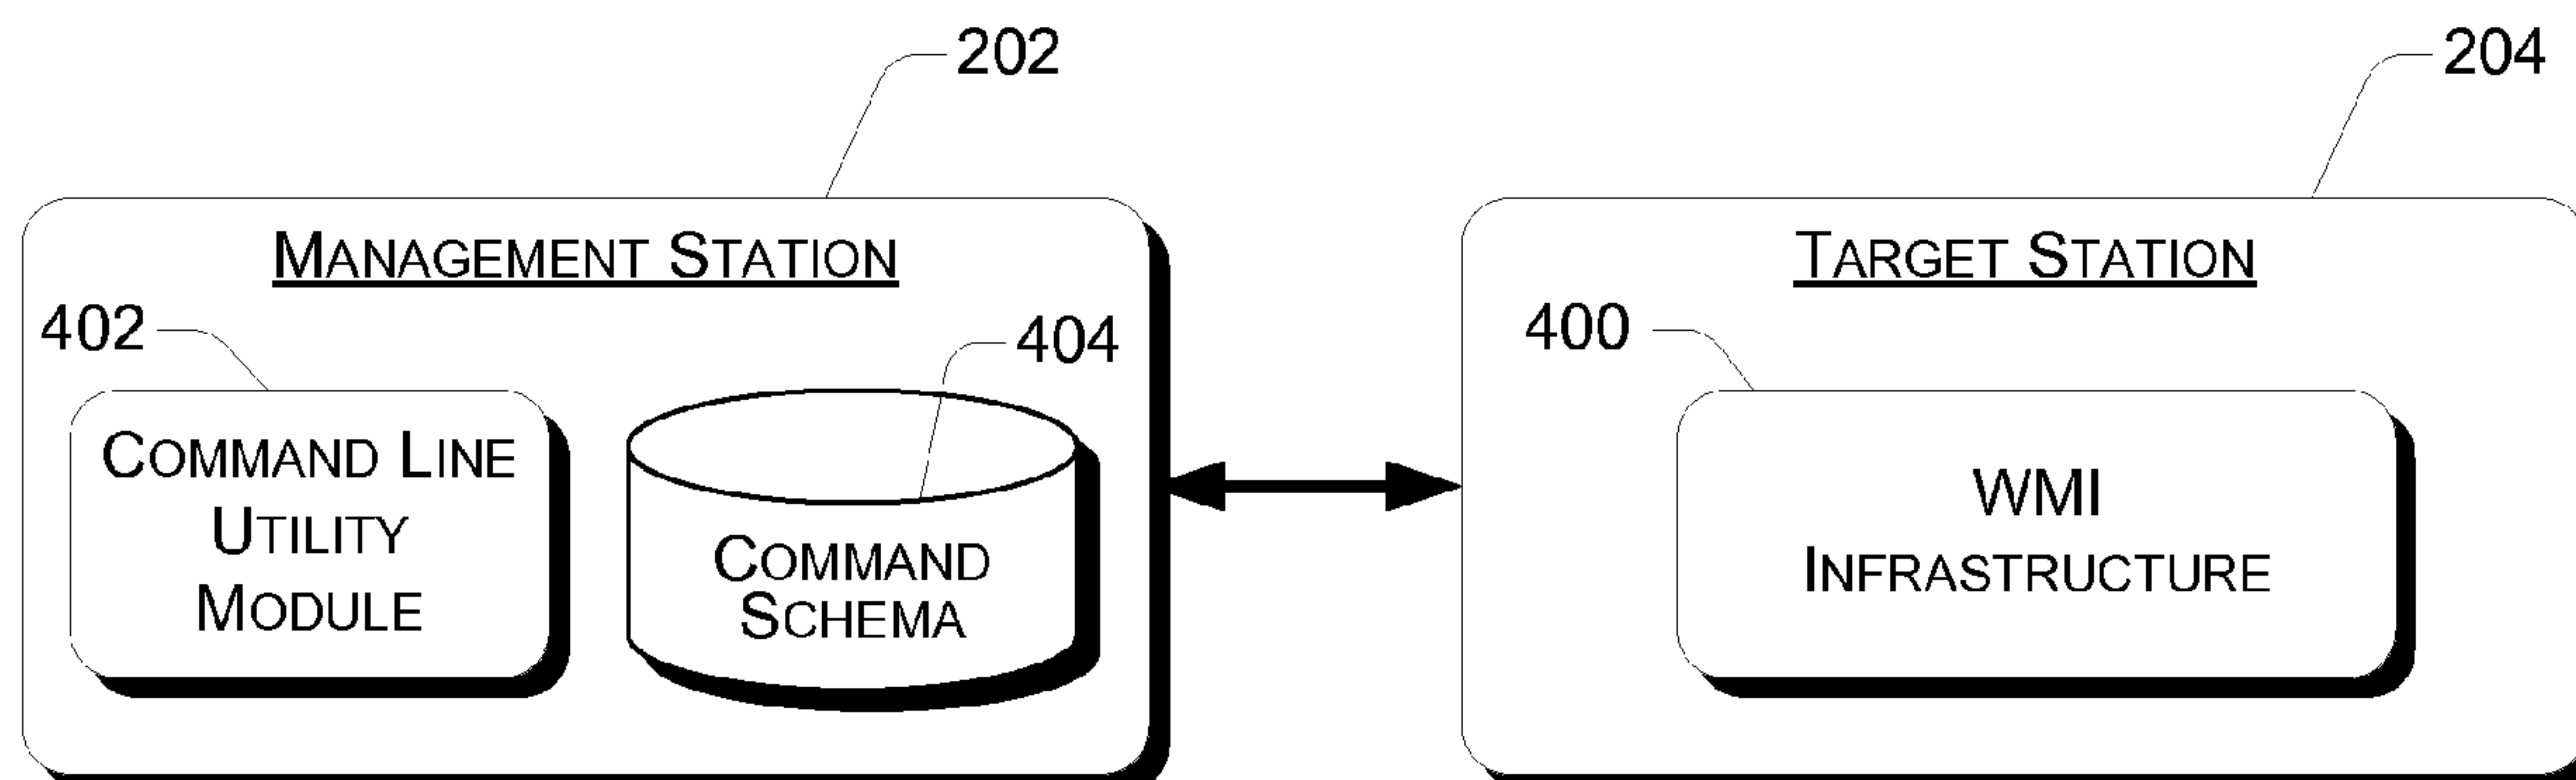 202
204
MANAGEMENT STATION
TARGET STATION
402
404
400
COMMAND LINE
UTILITY
MODULE
COMMAND
SCHEMA
WMI
INFRASTRUCTURE